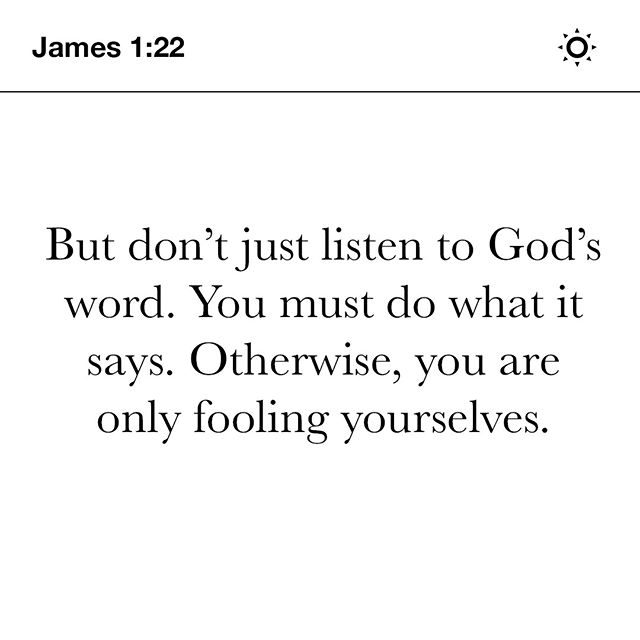 James 1:22
But don’t just listen to God’s
word. You must do what it
says. Otherwise, you are
only fooling yourselves.